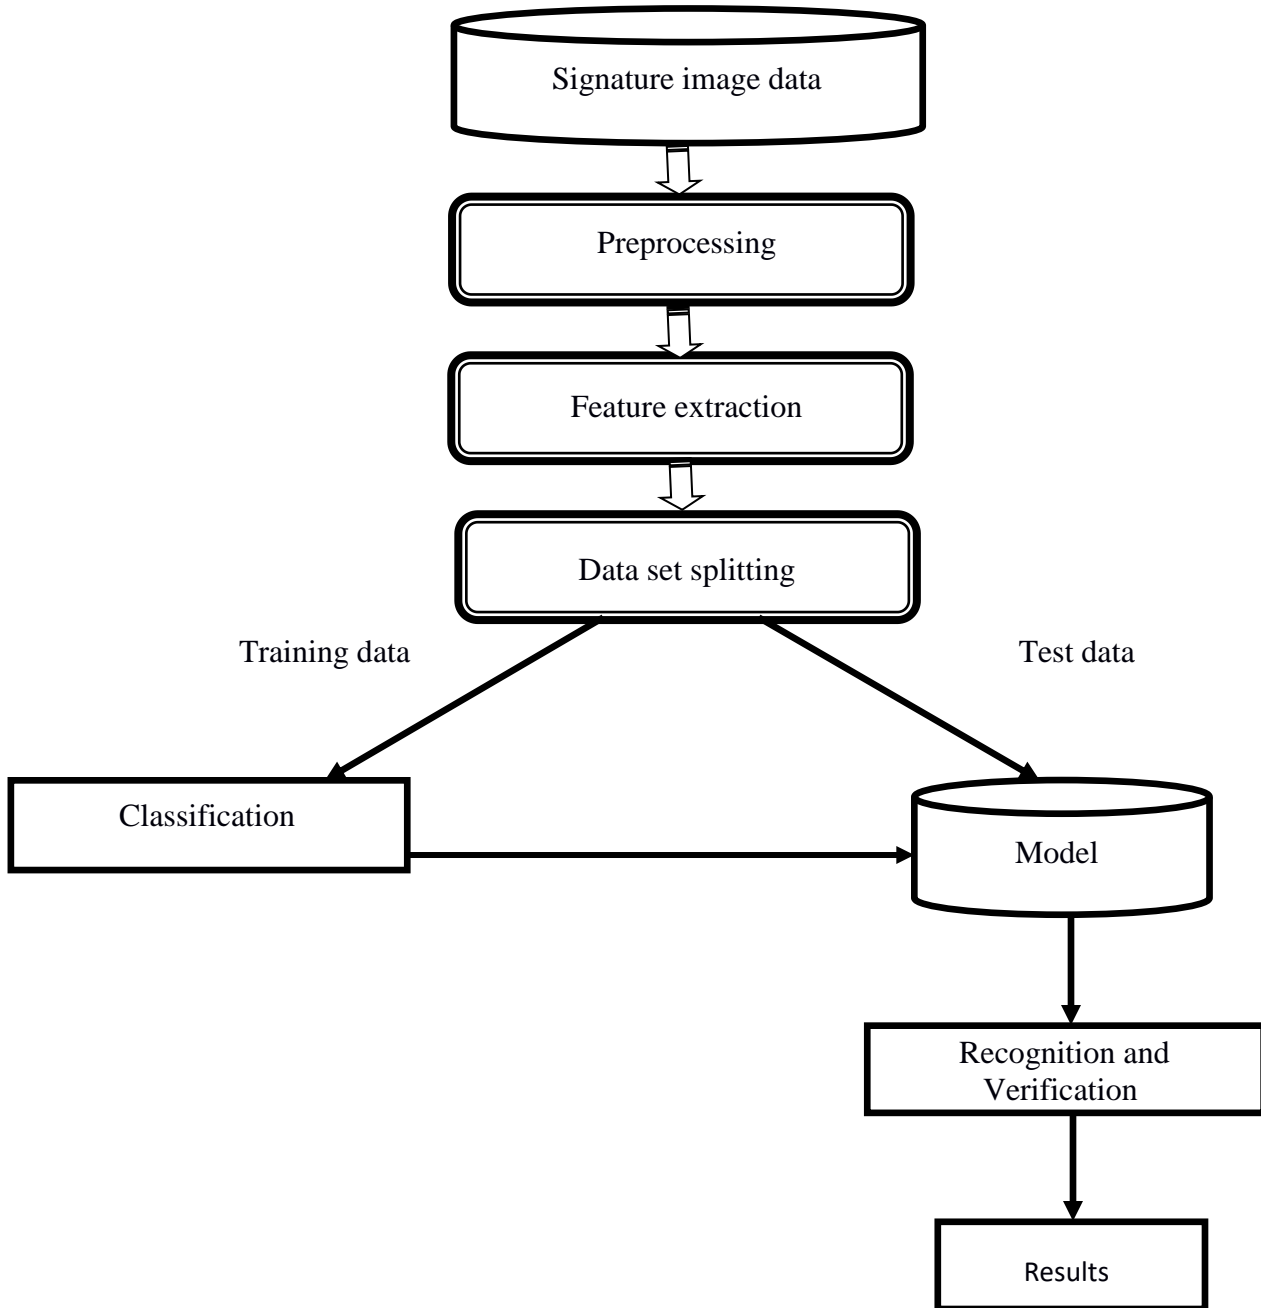 Signature image data
Preprocessing
Feature extraction
Data set splitting
Training data
Test data
Classification
Model
Recognition and
Verification
Results